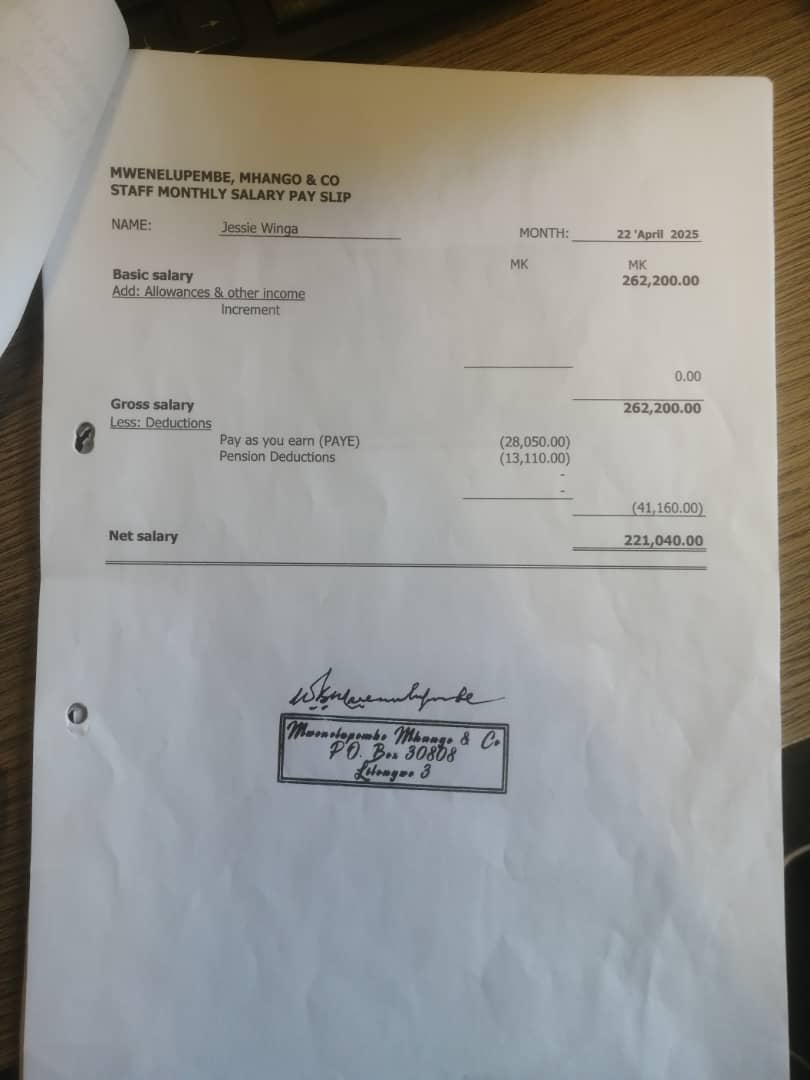 MWENELUPEMBE, MHANGO & CO
STAFF MONTHLY SALARY PAY SLIP
NAME: Jessie Winga MONTH: 22 'April 2025
MK MK
Basic salary 262,200.00
Add: Allowances & other income
Increment
0.00
Gross salary 262,200.00
Less: Deductions
Pay as you earn (PAYE) (28,050.00)
Pension Deductions (13,110.00)
-
-
(41,160.00)
Net salary 221,040.00
Mwenelupembe Mhango & Co
P.O. Box 30808
Lilongwe 3